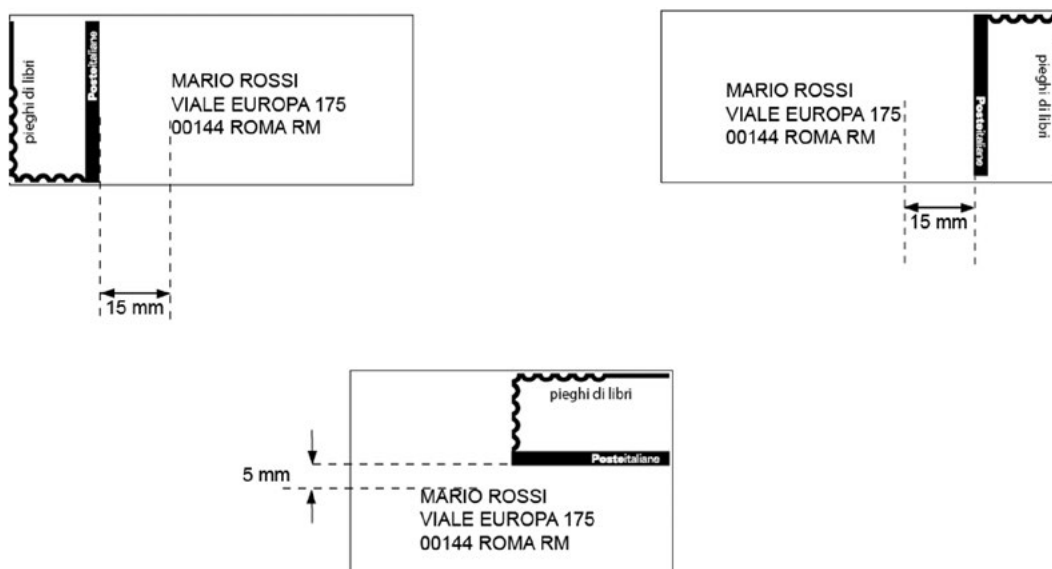 pieghi di libri
Posteitaliane
MARIO ROSSI
VIALE EUROPA 175
00144 ROMA RM
15 mm
MARIO ROSSI
VIALE EUROPA 175
00144 ROMA RM
Posteitaliane
pieghi di libri
15 mm
pieghi di libri
Posteitaliane
5 mm
MARIO ROSSI
VIALE EUROPA 175
00144 ROMA RM